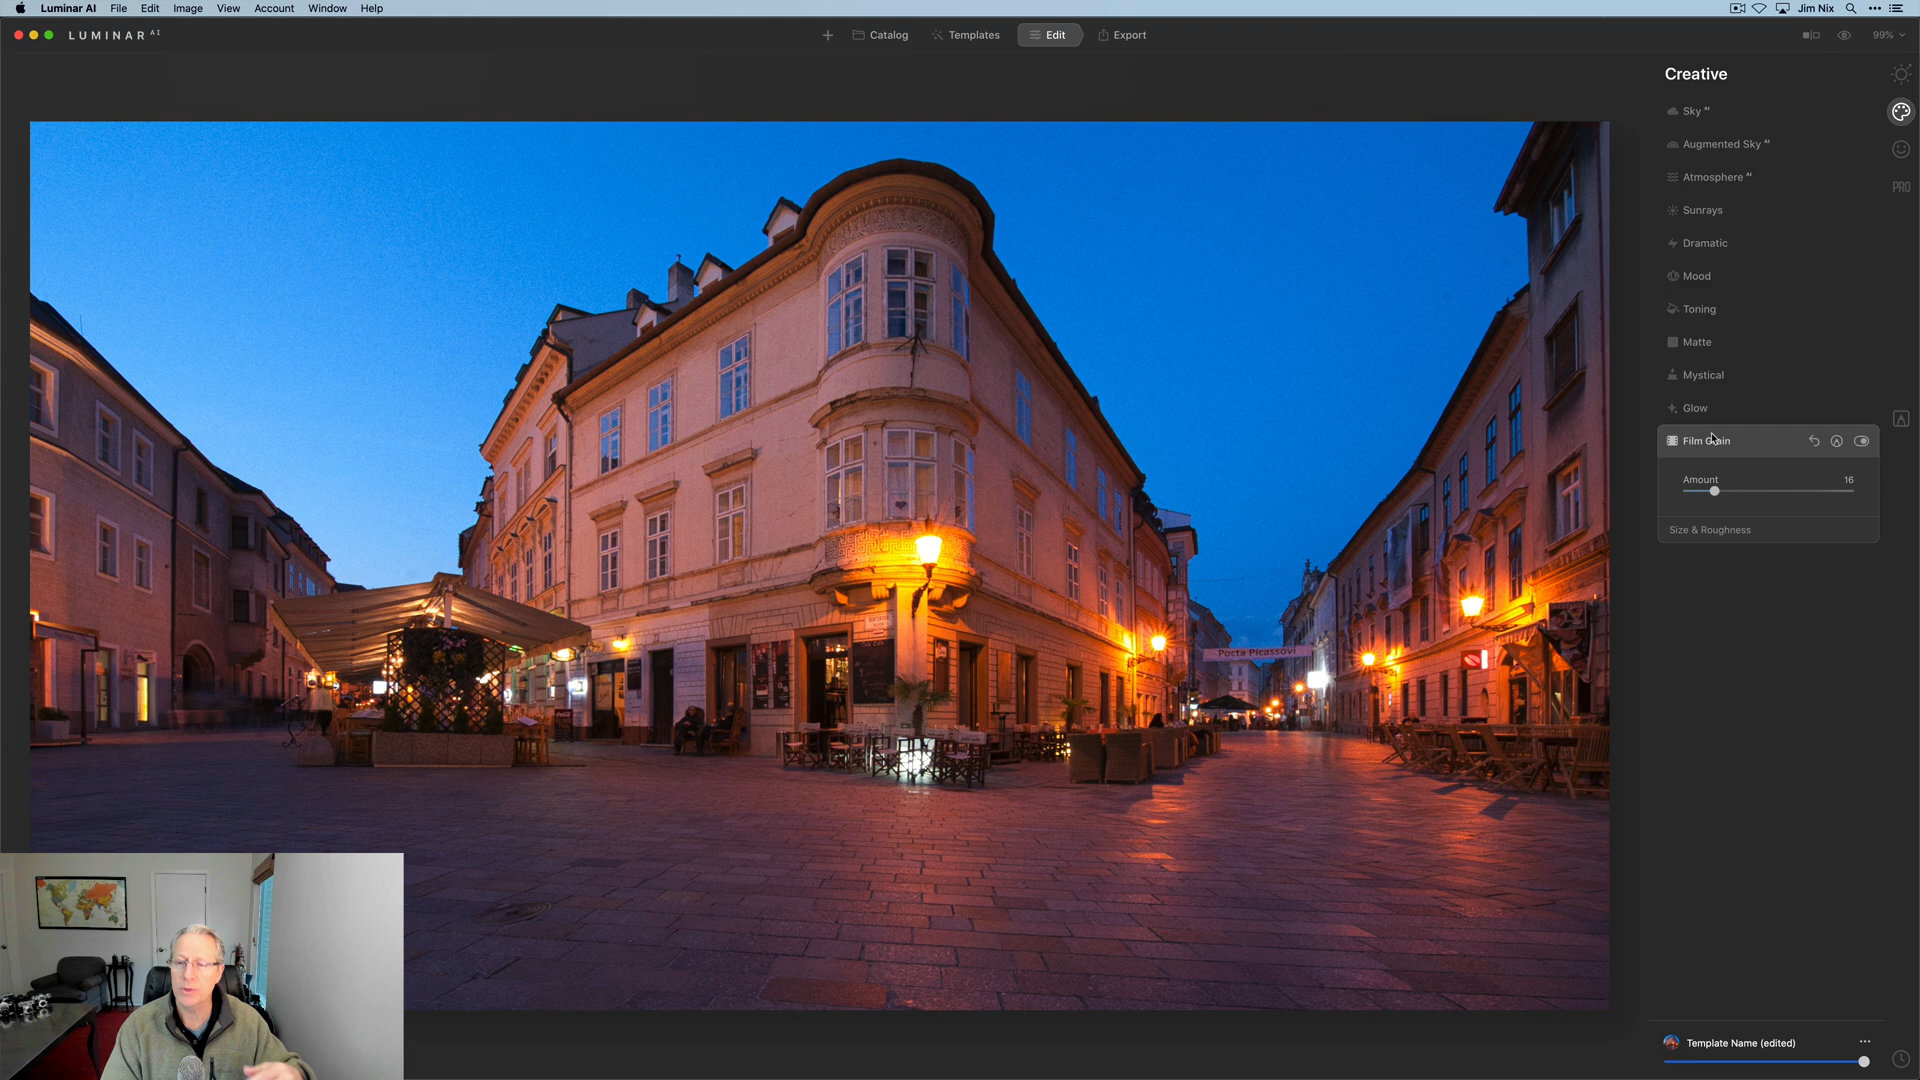 Luminar AI File Edit Image View Account Window Help Jim Nix
LUMINAR AI + Catalog Templates Edit Export 99%
Creative
Sky AI
Augmented Sky AI
PRO
Atmosphere AI
Sunrays
Dramatic
Mood
Toning
Matte
Mystical
Glow
Film Grain
Amount 16
Size & Roughness
Pocta Picassovi
Template Name (edited)